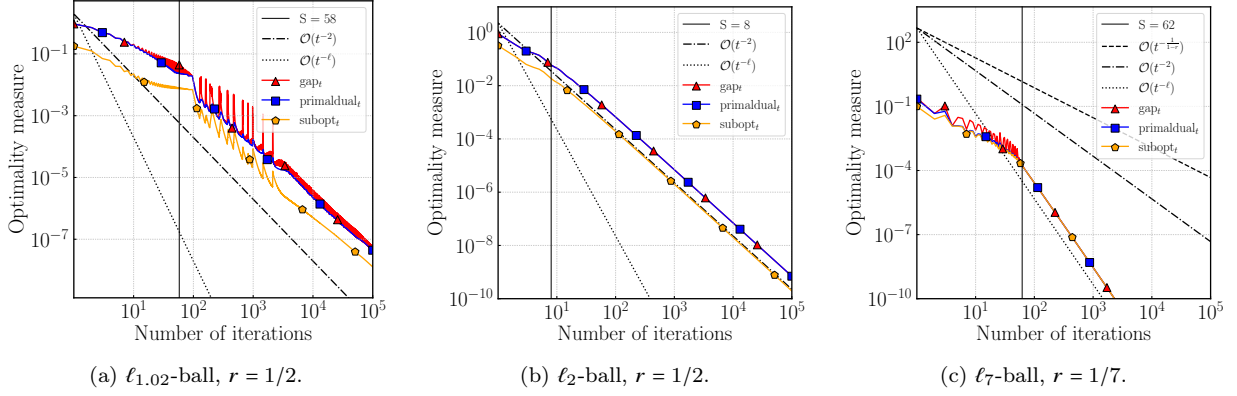 Optimality measure
10^{-1}
10^{-3}
10^{-5}
10^{-7}
10^1
10^2
10^3
10^4
10^5
Number of iterations
S = 58
𝒪(t^{-2})
𝒪(t^{-ℓ})
gap_t
primaldual_t
subopt_t
(a) ℓ_{1.02}-ball, r = 1/2.
Optimality measure
10^0
10^{-2}
10^{-4}
10^{-6}
10^{-8}
10^{-10}
10^1
10^2
10^3
10^4
10^5
Number of iterations
S = 8
𝒪(t^{-2})
𝒪(t^{-ℓ})
gap_t
primaldual_t
subopt_t
(b) ℓ_2-ball, r = 1/2.
Optimality measure
10^2
10^{-1}
10^{-4}
10^{-7}
10^{-10}
10^1
10^2
10^3
10^4
10^5
Number of iterations
S = 62
𝒪(t^{-\frac{1}{1-r}})
𝒪(t^{-2})
𝒪(t^{-ℓ})
gap_t
primaldual_t
subopt_t
(c) ℓ_7-ball, r = 1/7.